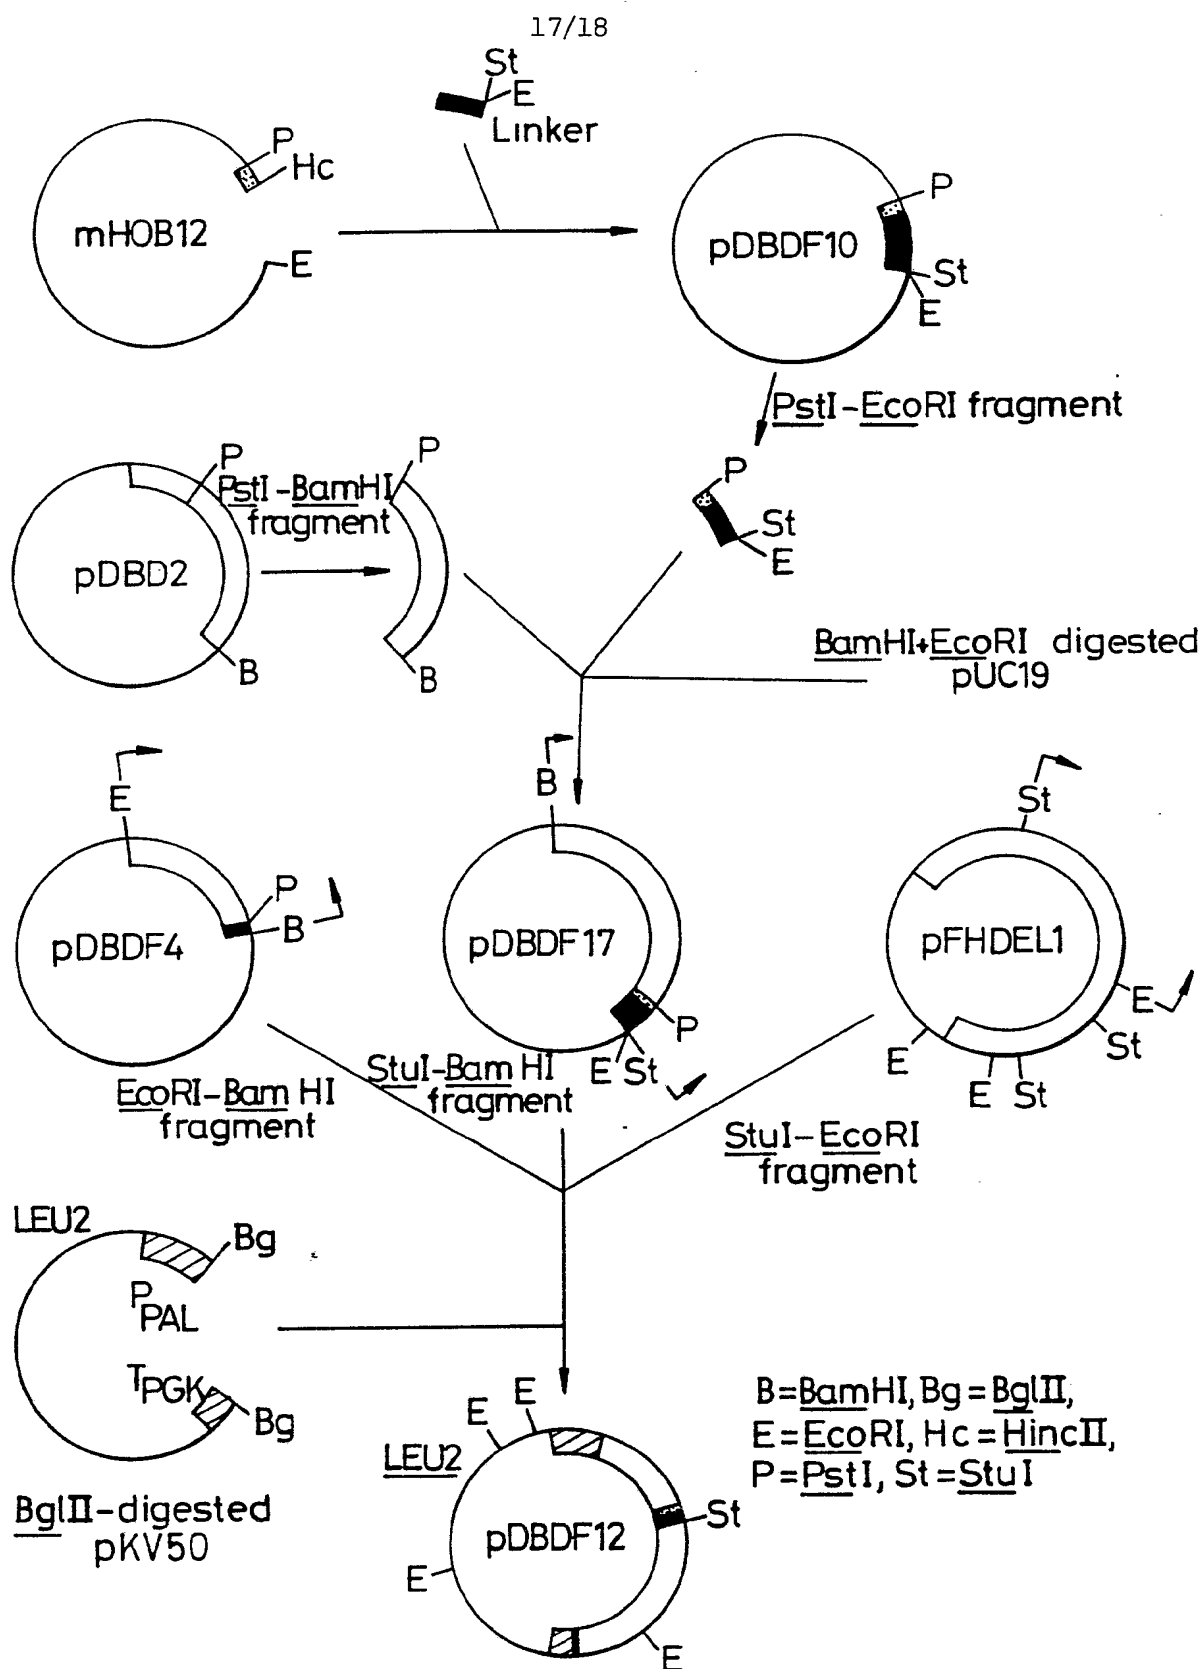 17/18
St
E
Linker
P
Hc
mHOB12
E
P
pDBDF10
St
E
PstI-EcoRI fragment
P
St
E
P
PstI-BamHI
fragment
pDBD2
B
P
B
BamHI+EcoRI digested
pUC19
E
P
B
pDBDF4
B
pDBDF17
P
E St
St
pFHDEL1
E
St
E
E St
EcoRI-Bam HI
fragment
StuI-Bam HI
fragment
StuI-EcoRI
fragment
LEU2
Bg
PPAL
TPGK
Bg
BglII-digested
pKV50
E
E
LEU2
St
pDBDF12
E
E
B=BamHI, Bg=BglII,
E=EcoRI, Hc=HincII,
P=PstI, St=StuI